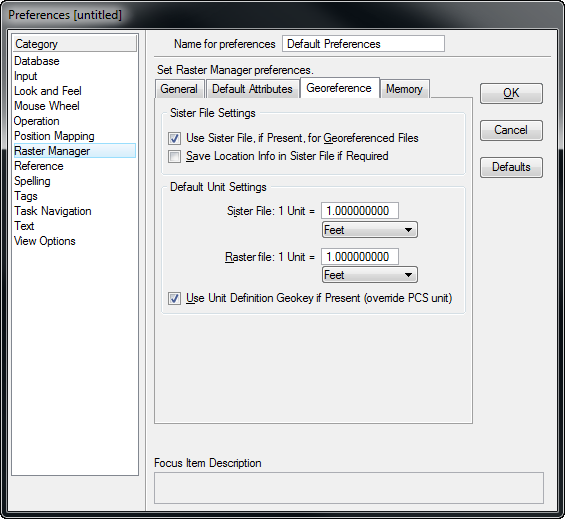 Preferences [untitled]
Category
Database
Input
Look and Feel
Mouse Wheel
Operation
Position Mapping
Raster Manager
Reference
Spelling
Tags
Task Navigation
Text
View Options
Name for preferences Default Preferences
Set Raster Manager preferences.
General Default Attributes Georeference Memory
Sister File Settings
Use Sister File, if Present, for Georeferenced Files
Save Location Info in Sister File if Required
Default Unit Settings
Sister File: 1 Unit = 1.000000000
Feet
Raster file: 1 Unit = 1.000000000
Feet
Use Unit Definition Geokey if Present (override PCS unit)
OK
Cancel
Defaults
Focus Item Description